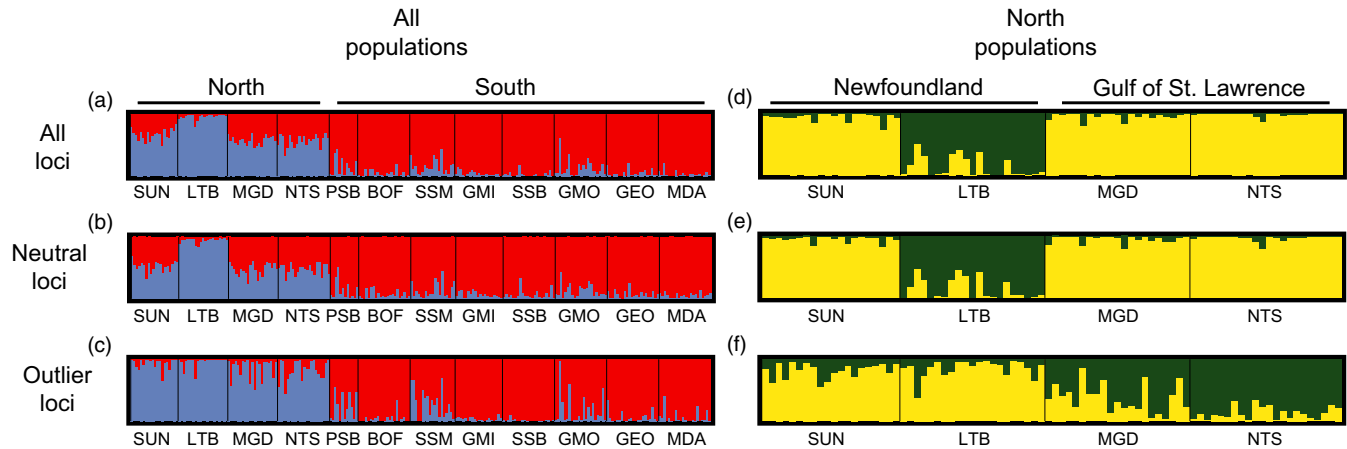 All
populations
North
populations
North South
Newfoundland Gulf of St. Lawrence
(a)
All
loci
SUN LTB MGD NTS PSB BOF SSM GMI SSB GMO GEO MDA
(d)
SUN LTB MGD NTS
(b)
Neutral
loci
SUN LTB MGD NTS PSB BOF SSM GMI SSB GMO GEO MDA
(e)
SUN LTB MGD NTS
(c)
Outlier
loci
SUN LTB MGD NTS PSB BOF SSM GMI SSB GMO GEO MDA
(f)
SUN LTB MGD NTS